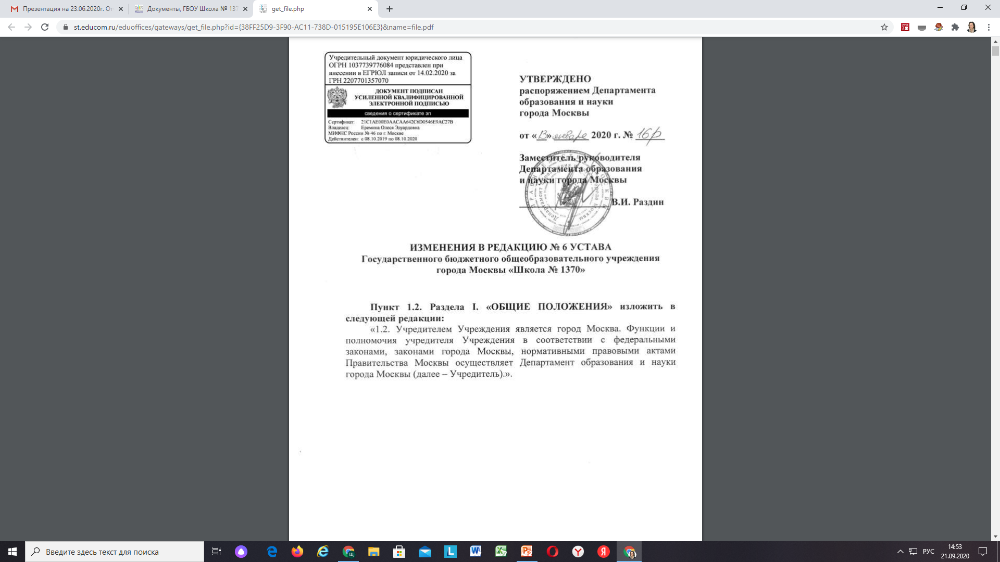 Презентация на 23.06.2020г. От
Документы, ГБОУ Школа № 137
get_file.php
st.educom.ru/eduoffices/gateways/get_file.php?id={38FF25D9-3F90-AC11-738D-015195E106E3}&name=file.pdf
Учредительный документ юридического лица
ОГРН 1037739776084 представлен при
внесении в ЕГРЮЛ записи от 14.02.2020 за
ГРН 2207701357070
ДОКУМЕНТ ПОДПИСАН
УСИЛЕННОЙ КВАЛИФИЦИРОВАННОЙ
ЭЛЕКТРОННОЙ ПОДПИСЬЮ
сведения о сертификате эп
Сертификат: 21C1AE00E0AACAA642C6D0546E9AC27B
Владелец: Еремина Олеся Эдуардовна
МИФНС России № 46 по г. Москве
Действителен: с 08.10.2019 по 08.10.2020
УТВЕРЖДЕНО
распоряжением Департамента
образования и науки
города Москвы
от «13» января 2020 г. № 16р
Заместитель руководителя
Департамента образования
и науки города Москвы
В.И. Раздин
ИЗМЕНЕНИЯ В РЕДАКЦИЮ № 6 УСТАВА
Государственного бюджетного общеобразовательного учреждения
города Москвы «Школа № 1370»
Пункт 1.2. Раздела I. «ОБЩИЕ ПОЛОЖЕНИЯ» изложить в
следующей редакции:
«1.2. Учредителем Учреждения является город Москва. Функции и
полномочия учредителя Учреждения в соответствии с федеральными
законами, законами города Москвы, нормативными правовыми актами
Правительства Москвы осуществляет Департамент образования и науки
города Москвы (далее – Учредитель).».
Введите здесь текст для поиска
РУС
14:53
21.09.2020